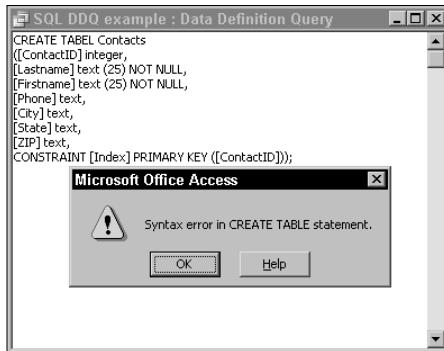 SQL DDQ example : Data Definition Query
CREATE TABEL Contacts
([ContactID] integer,
[Lastname] text (25) NOT NULL,
[Firstname] text (25) NOT NULL,
[Phone] text,
[City] text,
[State] text,
[ZIP] text,
CONSTRAINT [Index] PRIMARY KEY ([ContactID]));
Microsoft Office Access
Syntax error in CREATE TABLE statement.
OK
Help